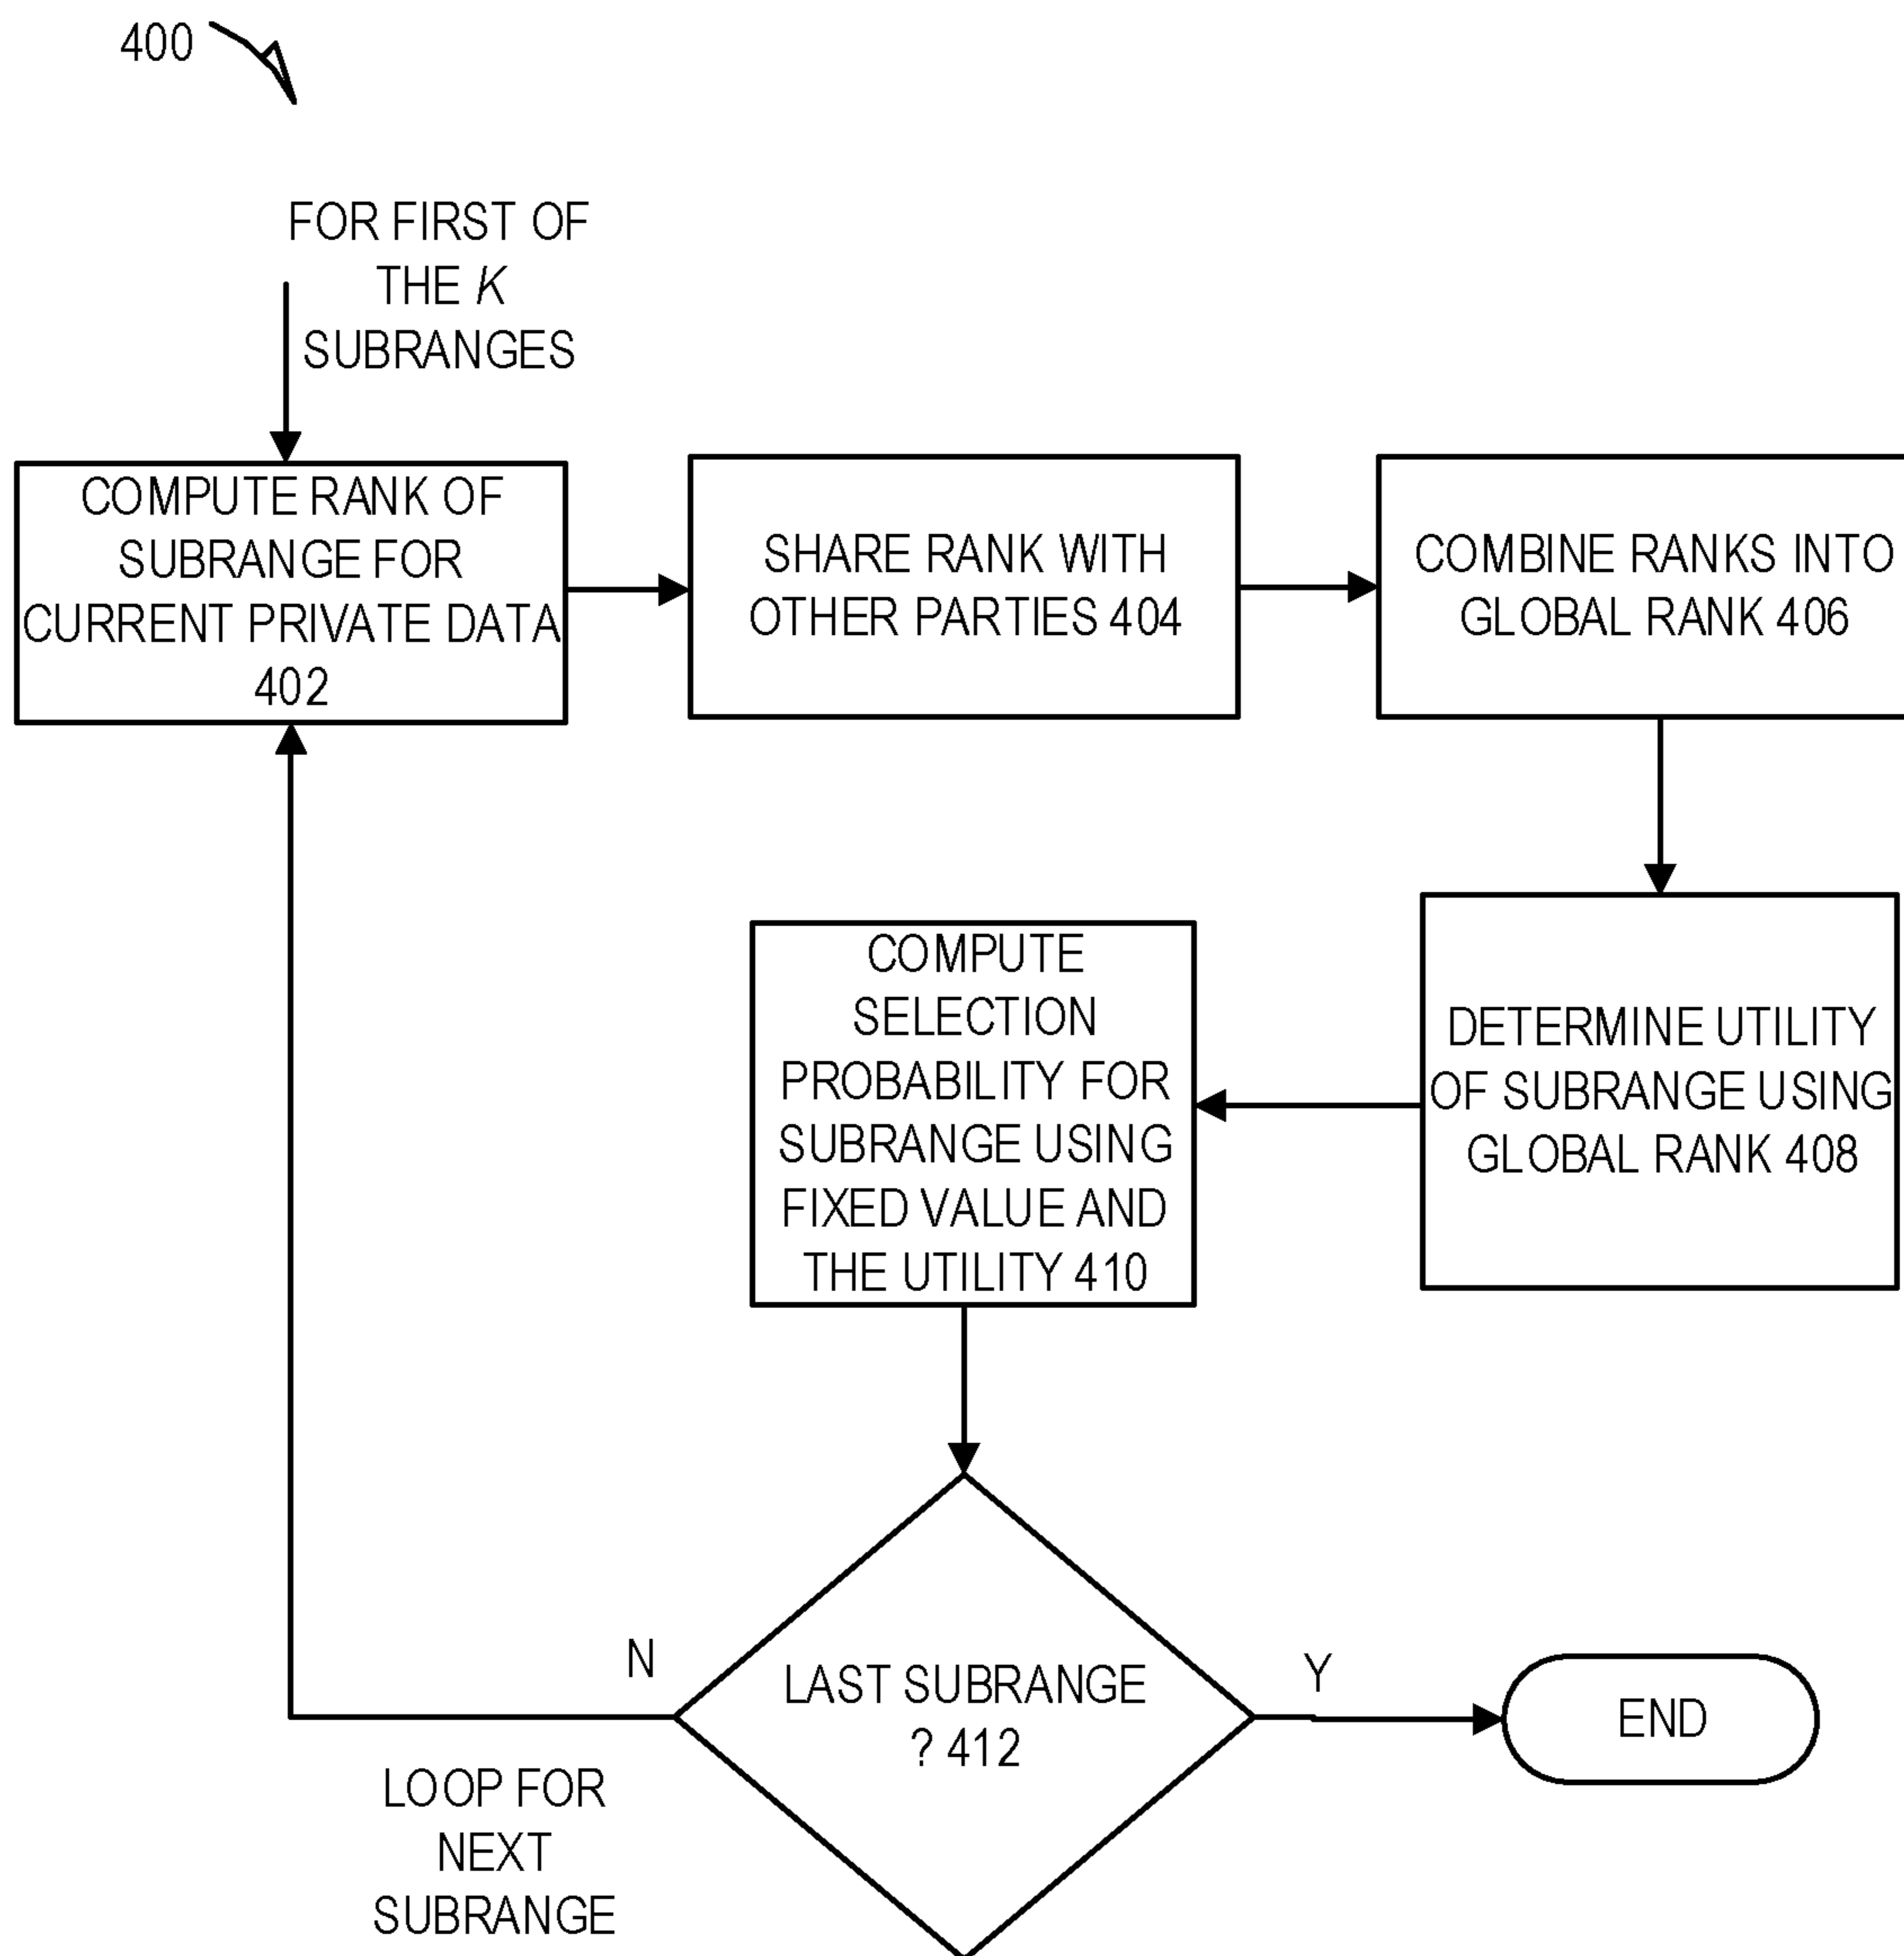 400
FOR FIRST OF
THE K
SUBRANGES
COMPUTE RANK OF
SUBRANGE FOR
CURRENT PRIVATE DATA
402
SHARE RANK WITH
OTHER PARTIES 404
COMBINE RANKS INTO
GLOBAL RANK 406
DETERMINE UTILITY
OF SUBRANGE USING
GLOBAL RANK 408
COMPUTE
SELECTION
PROBABILITY FOR
SUBRANGE USING
FIXED VALUE AND
THE UTILITY 410
LAST SUBRANGE
? 412
N
LOOP FOR
NEXT
SUBRANGE
Y
END